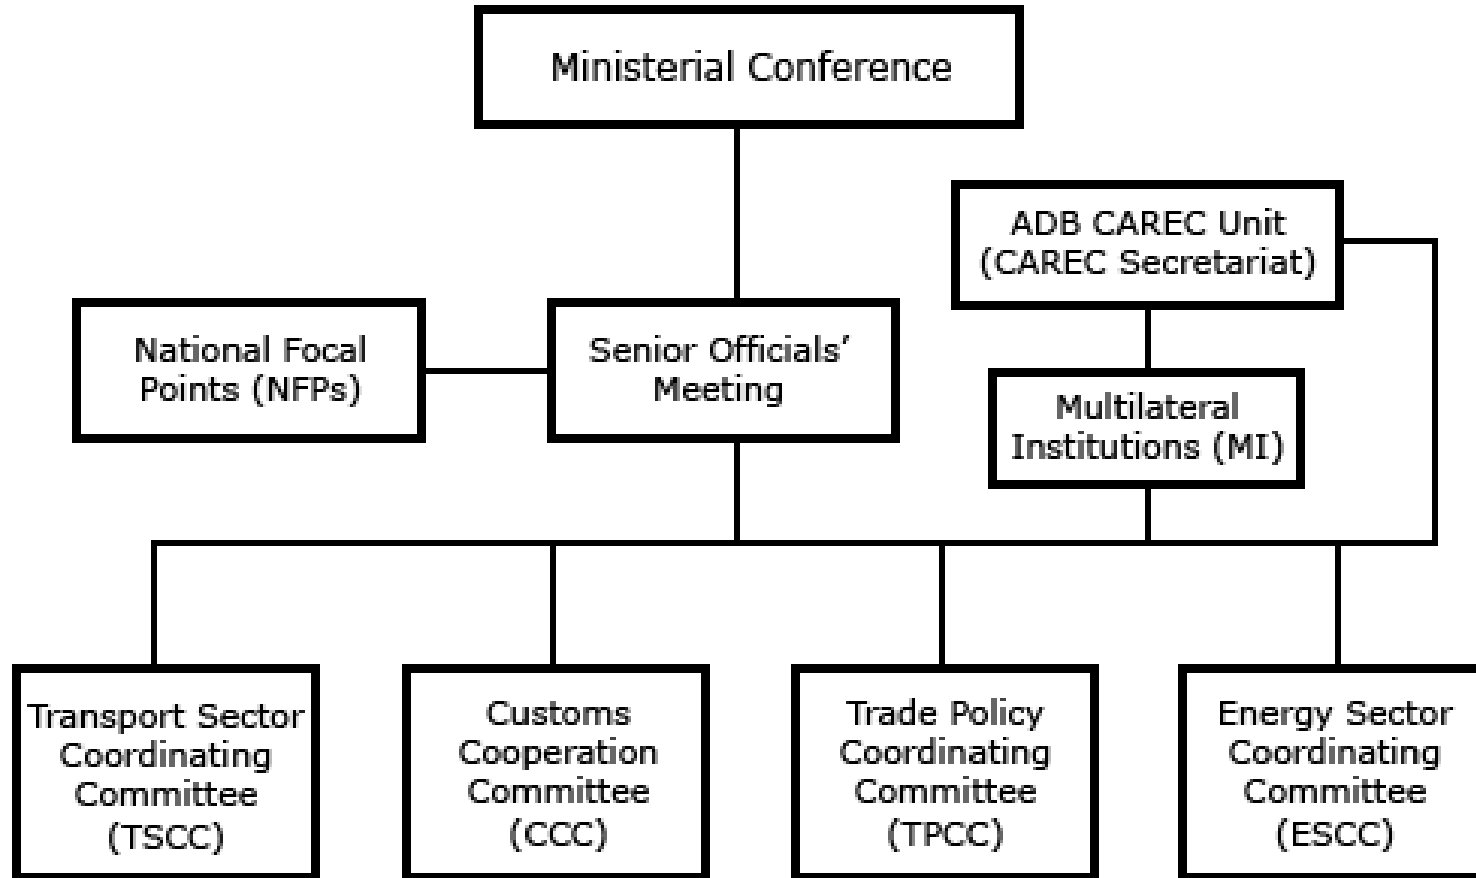 Ministerial Conference
ADB CAREC Unit
(CAREC Secretariat)
National Focal
Points (NFPs)
Senior Officials’
Meeting
Multilateral
Institutions (MI)
Transport Sector
Coordinating
Committee
(TSCC)
Customs
Cooperation
Committee
(CCC)
Trade Policy
Coordinating
Committee
(TPCC)
Energy Sector
Coordinating
Committee
(ESCC)